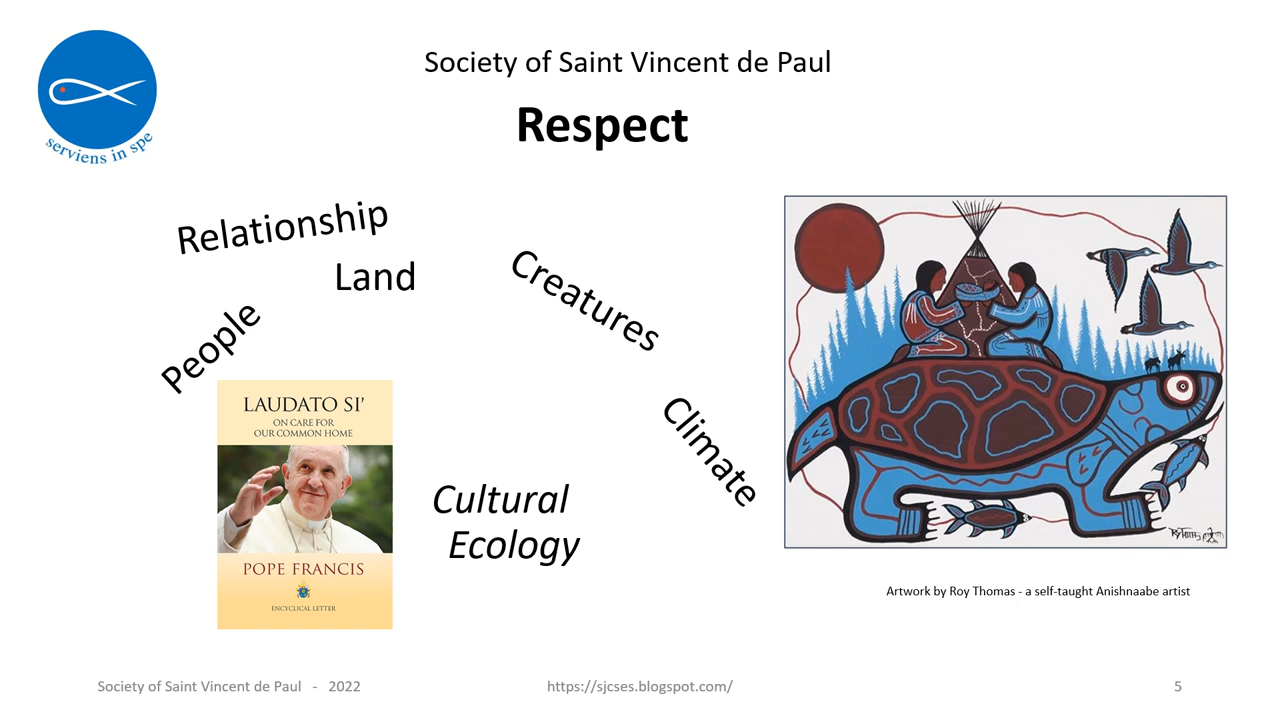 Society of Saint Vincent de Paul
Respect
serviens in spe
Relationship
Land
People
Creatures
Climate
LAUDATO SI’
ON CARE FOR
OUR COMMON HOME
POPE FRANCIS
ENCYCLICAL LETTER
Cultural
Ecology
Artwork by Roy Thomas - a self-taught Anishnaabe artist
Society of Saint Vincent de Paul - 2022
https://sjcses.blogspot.com/
5